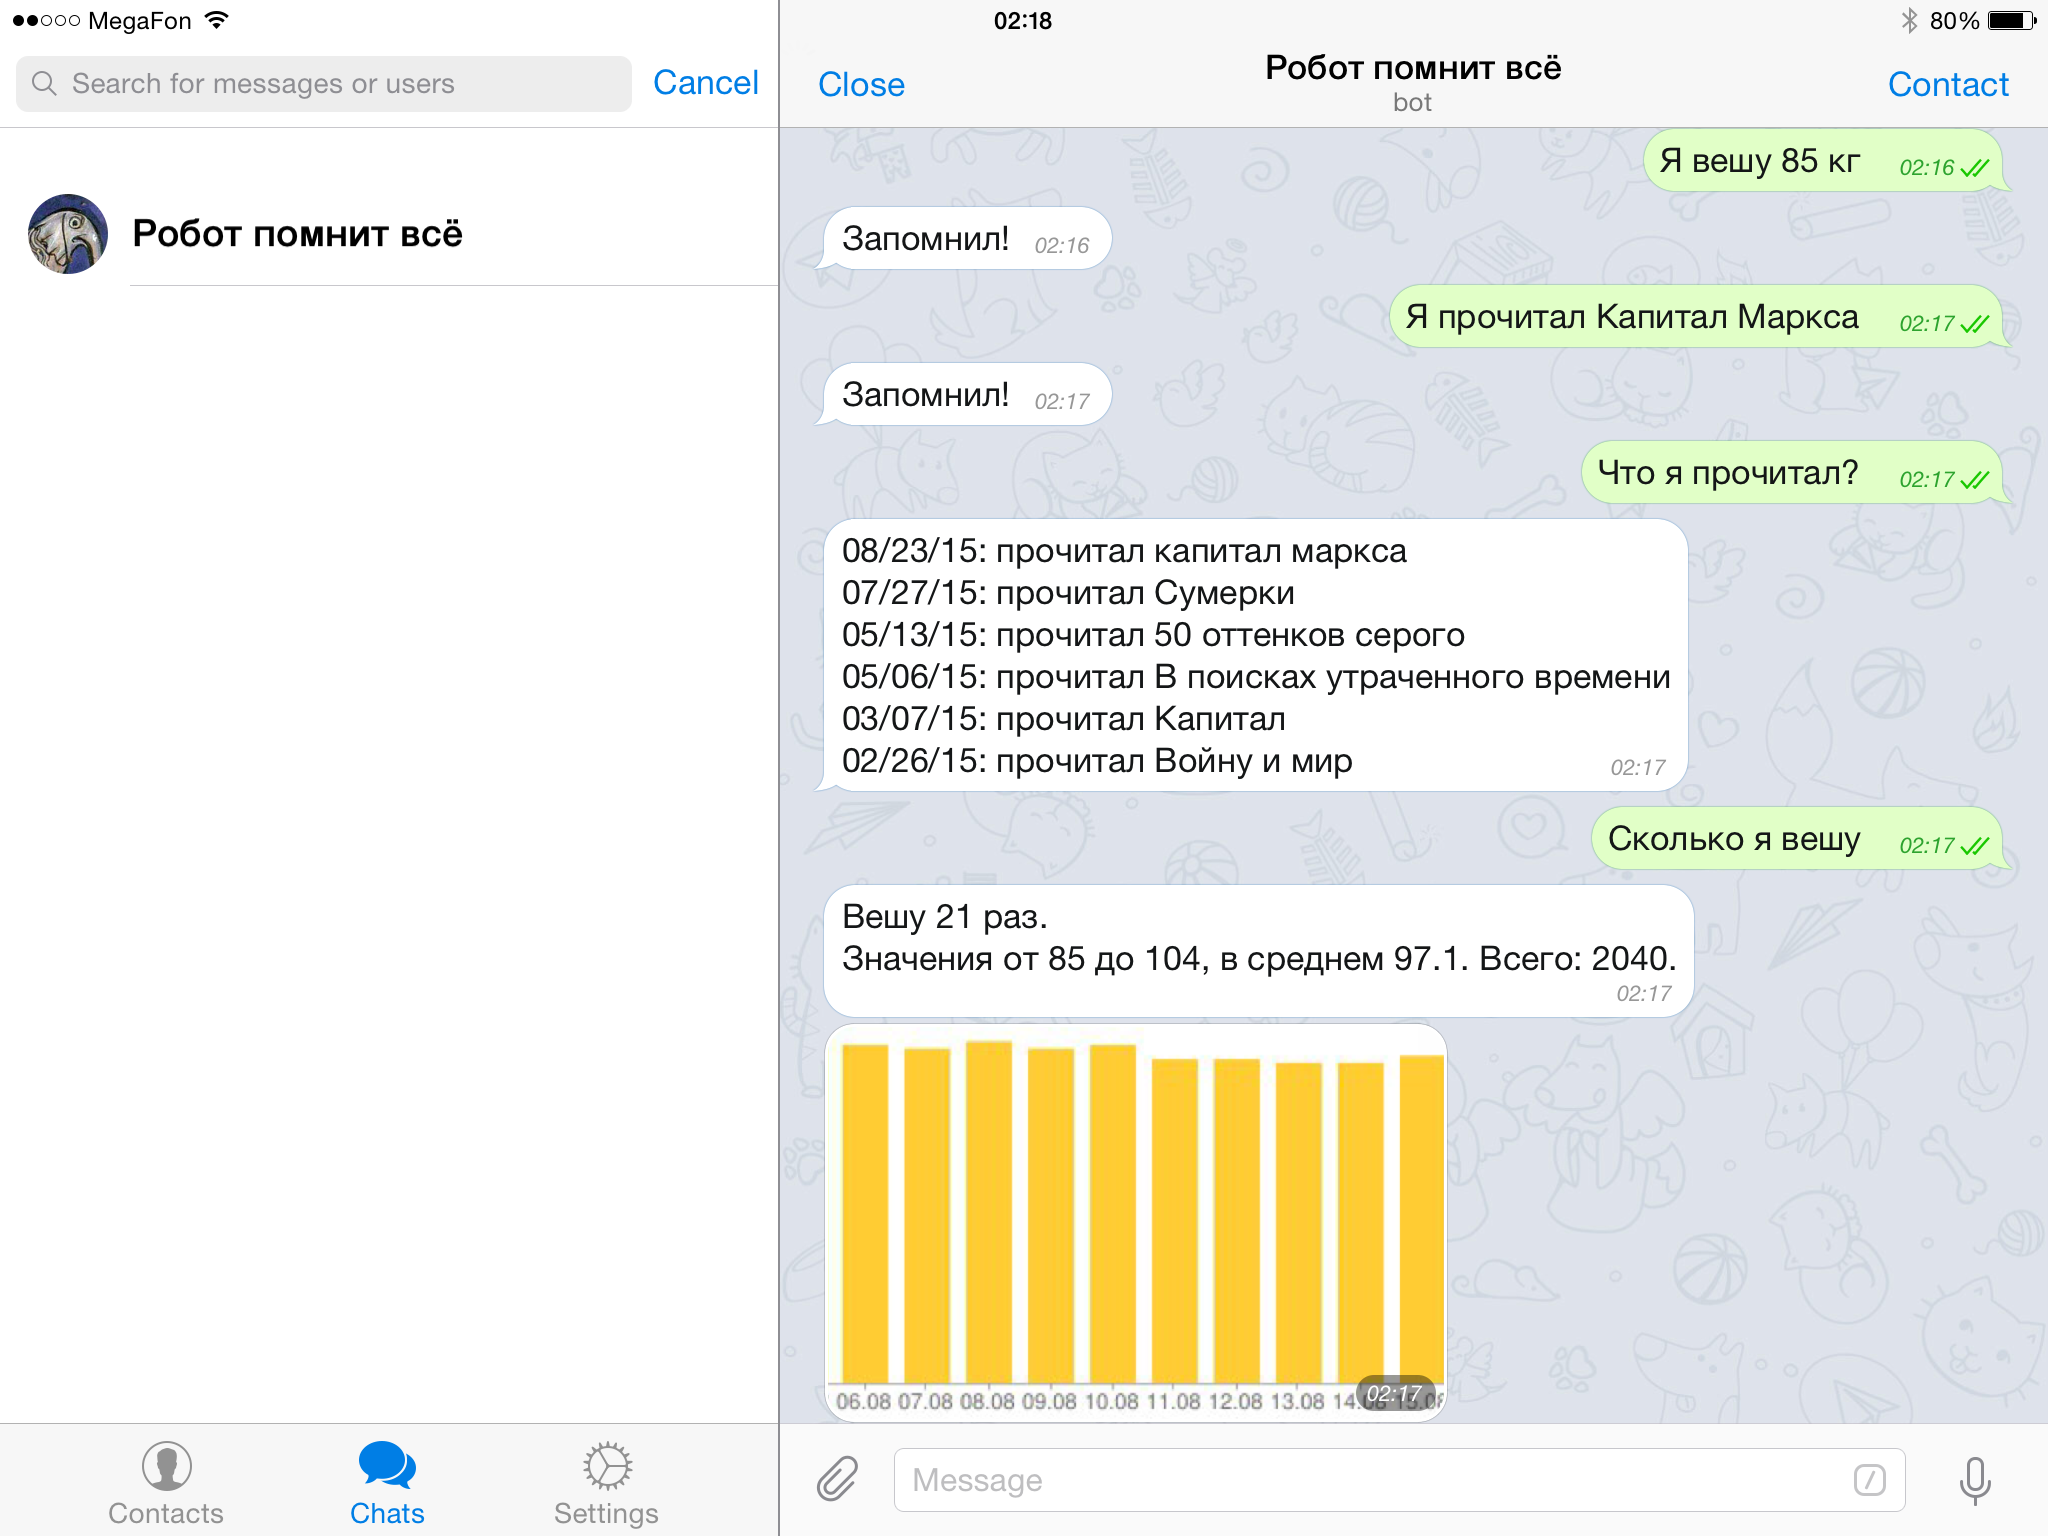 MegaFon
02:18
80%
Search for messages or users
Cancel
Робот помнит всё
Close
Робот помнит всё
bot
Contact
Я вешу 85 кг 02:16
Запомнил! 02:16
Я прочитал Капитал Маркса 02:17
Запомнил! 02:17
Что я прочитал? 02:17
08/23/15: прочитал капитал маркса
07/27/15: прочитал Сумерки
05/13/15: прочитал 50 оттенков серого
05/06/15: прочитал В поисках утраченного времени
03/07/15: прочитал Капитал
02/26/15: прочитал Войну и мир 02:17
Сколько я вешу 02:17
Вешу 21 раз.
Значения от 85 до 104, в среднем 97.1. Всего: 2040.
02:17
06.08 07.08 08.08 09.08 10.08 11.08 12.08 13.08 14.08 15.08
02:17
Message
Contacts
Chats
Settings